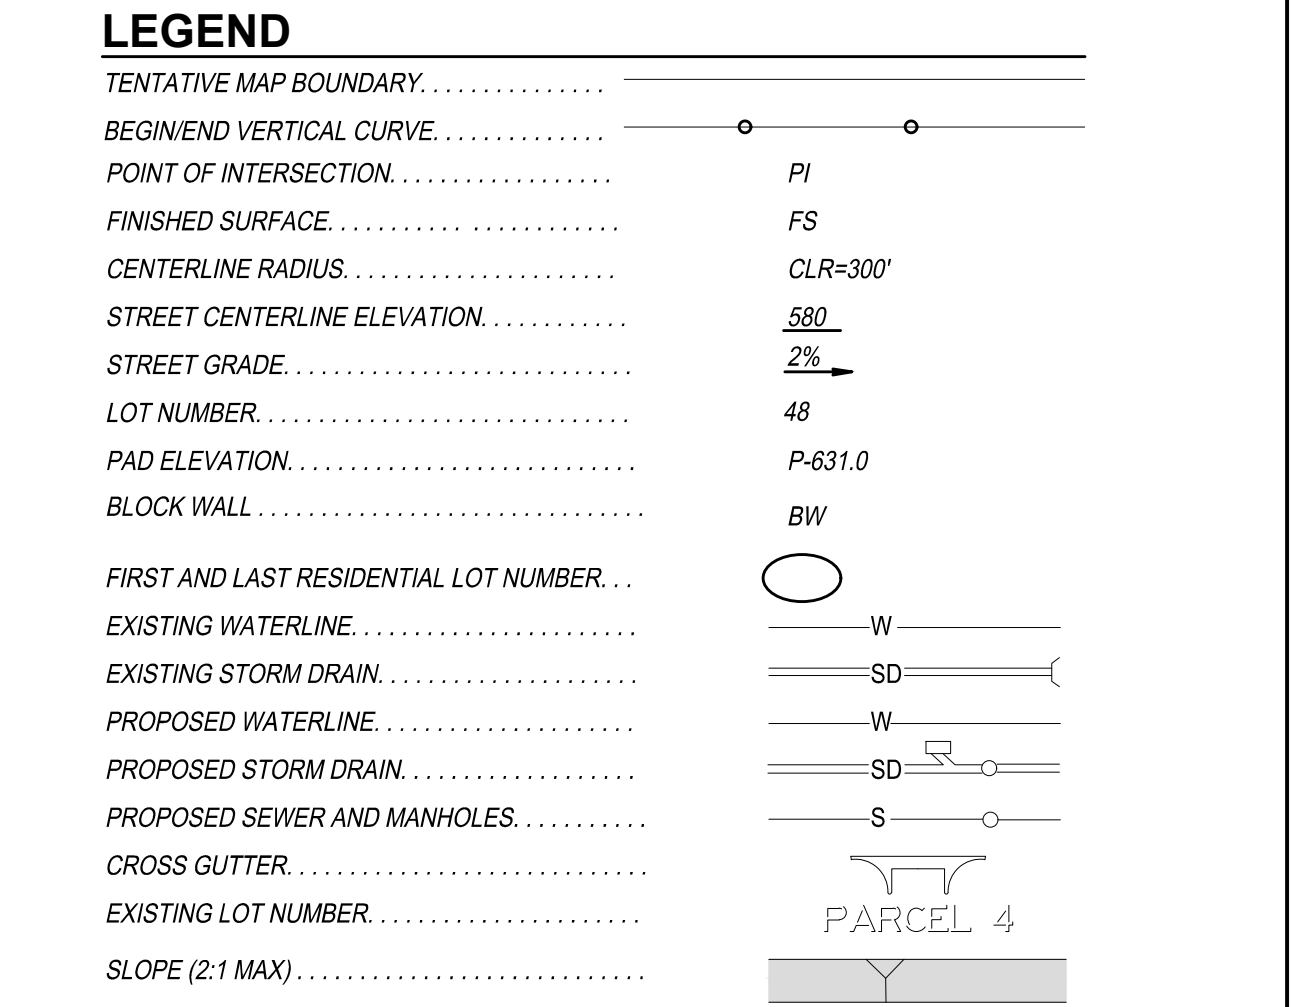 LEGEND
TENTATIVE MAP BOUNDARY. . . . . . . . . . . . . . .
BEGIN/END VERTICAL CURVE. . . . . . . . . . . . . .
POINT OF INTERSECTION. . . . . . . . . . . . . . . . . . PI
FINISHED SURFACE. . . . . . . . . . . . . . . . . . . . . . . FS
CENTERLINE RADIUS. . . . . . . . . . . . . . . . . . . . . . CLR=300'
STREET CENTERLINE ELEVATION. . . . . . . . . . . . 580
STREET GRADE. . . . . . . . . . . . . . . . . . . . . . . . . . . . 2%
LOT NUMBER. . . . . . . . . . . . . . . . . . . . . . . . . . . . . . 48
PAD ELEVATION. . . . . . . . . . . . . . . . . . . . . . . . . . . . P-631.0
BLOCK WALL . . . . . . . . . . . . . . . . . . . . . . . . . . . . . . . BW
FIRST AND LAST RESIDENTIAL LOT NUMBER. . .
EXISTING WATERLINE. . . . . . . . . . . . . . . . . . . . . . . W
EXISTING STORM DRAIN. . . . . . . . . . . . . . . . . . . . . SD
PROPOSED WATERLINE. . . . . . . . . . . . . . . . . . . . . W
PROPOSED STORM DRAIN. . . . . . . . . . . . . . . . . . . SD
PROPOSED SEWER AND MANHOLES. . . . . . . . . . . S
CROSS GUTTER. . . . . . . . . . . . . . . . . . . . . . . . . . . . .
EXISTING LOT NUMBER. . . . . . . . . . . . . . . . . . . . . . PARCEL 4
SLOPE (2:1 MAX) . . . . . . . . . . . . . . . . . . . . . . . . . . . .